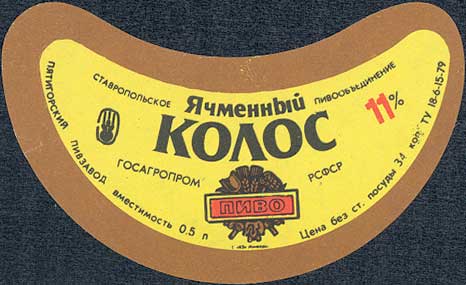 СТАВРОПОЛЬСКОЕ ПИВООБЪЕДИНЕНИЕ
Ячменный
КОЛОС
11%
ГОСАГРОПРОМ РСФСР
ПИВО
ПЯТИГОРСКИЙ ПИВЗАВОД вместимость 0.5 л
Цена без ст. посуды 34 коп. ТУ 18-6-15-79